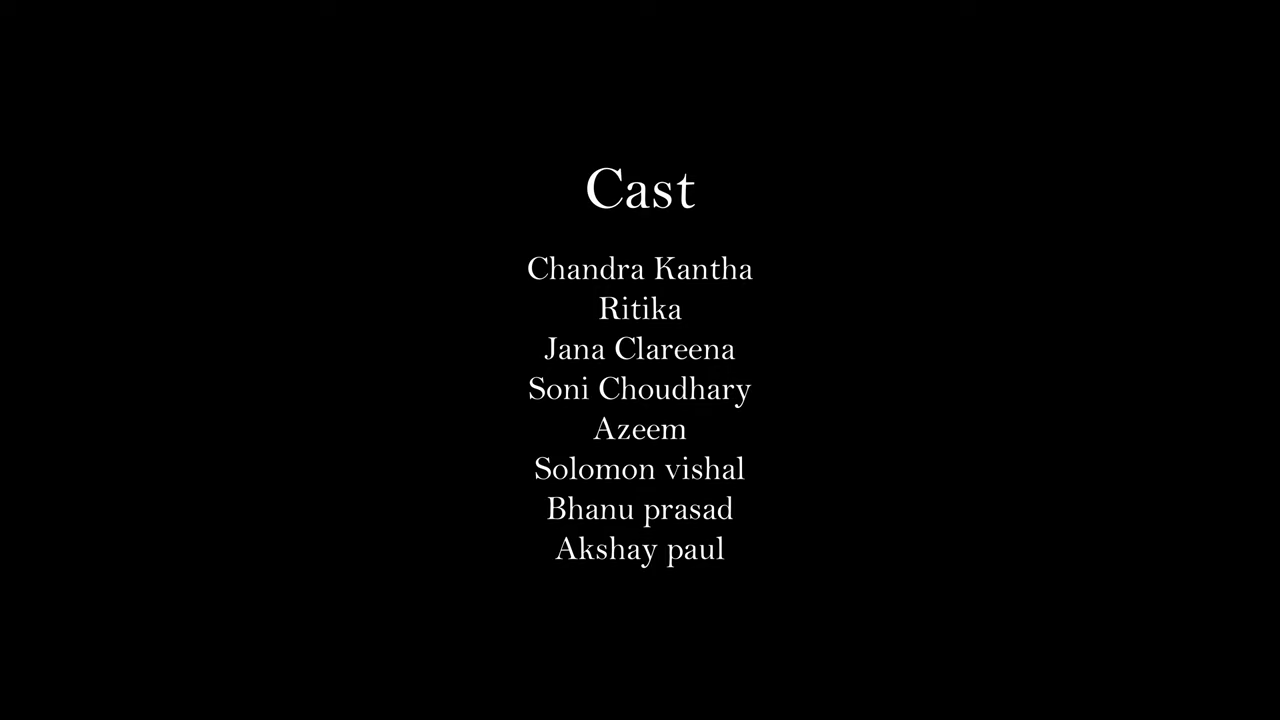 Cast
Chandra Kantha
Ritika
Jana Clareena
Soni Choudhary
Azeem
Solomon vishal
Bhanu prasad
Akshay paul